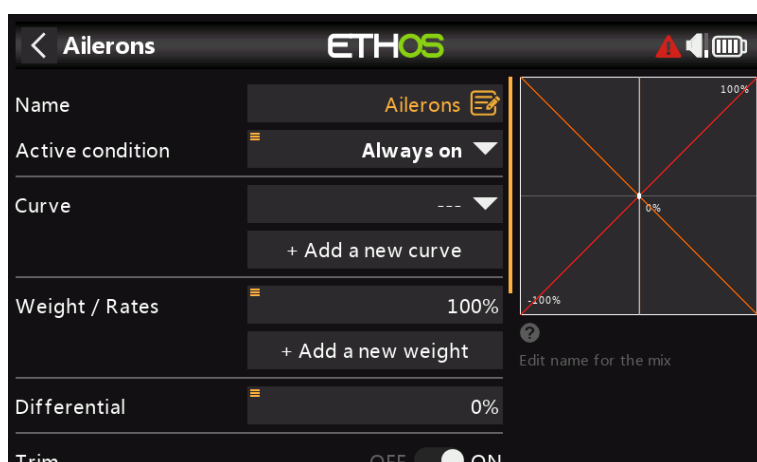 Ailerons
ETHOS
Name
Ailerons
Active condition
Always on
Curve
---
+ Add a new curve
Weight / Rates
100%
+ Add a new weight
Differential
0%
Trim
OFF
ON
100%
0%
-100%
?
Edit name for the mix